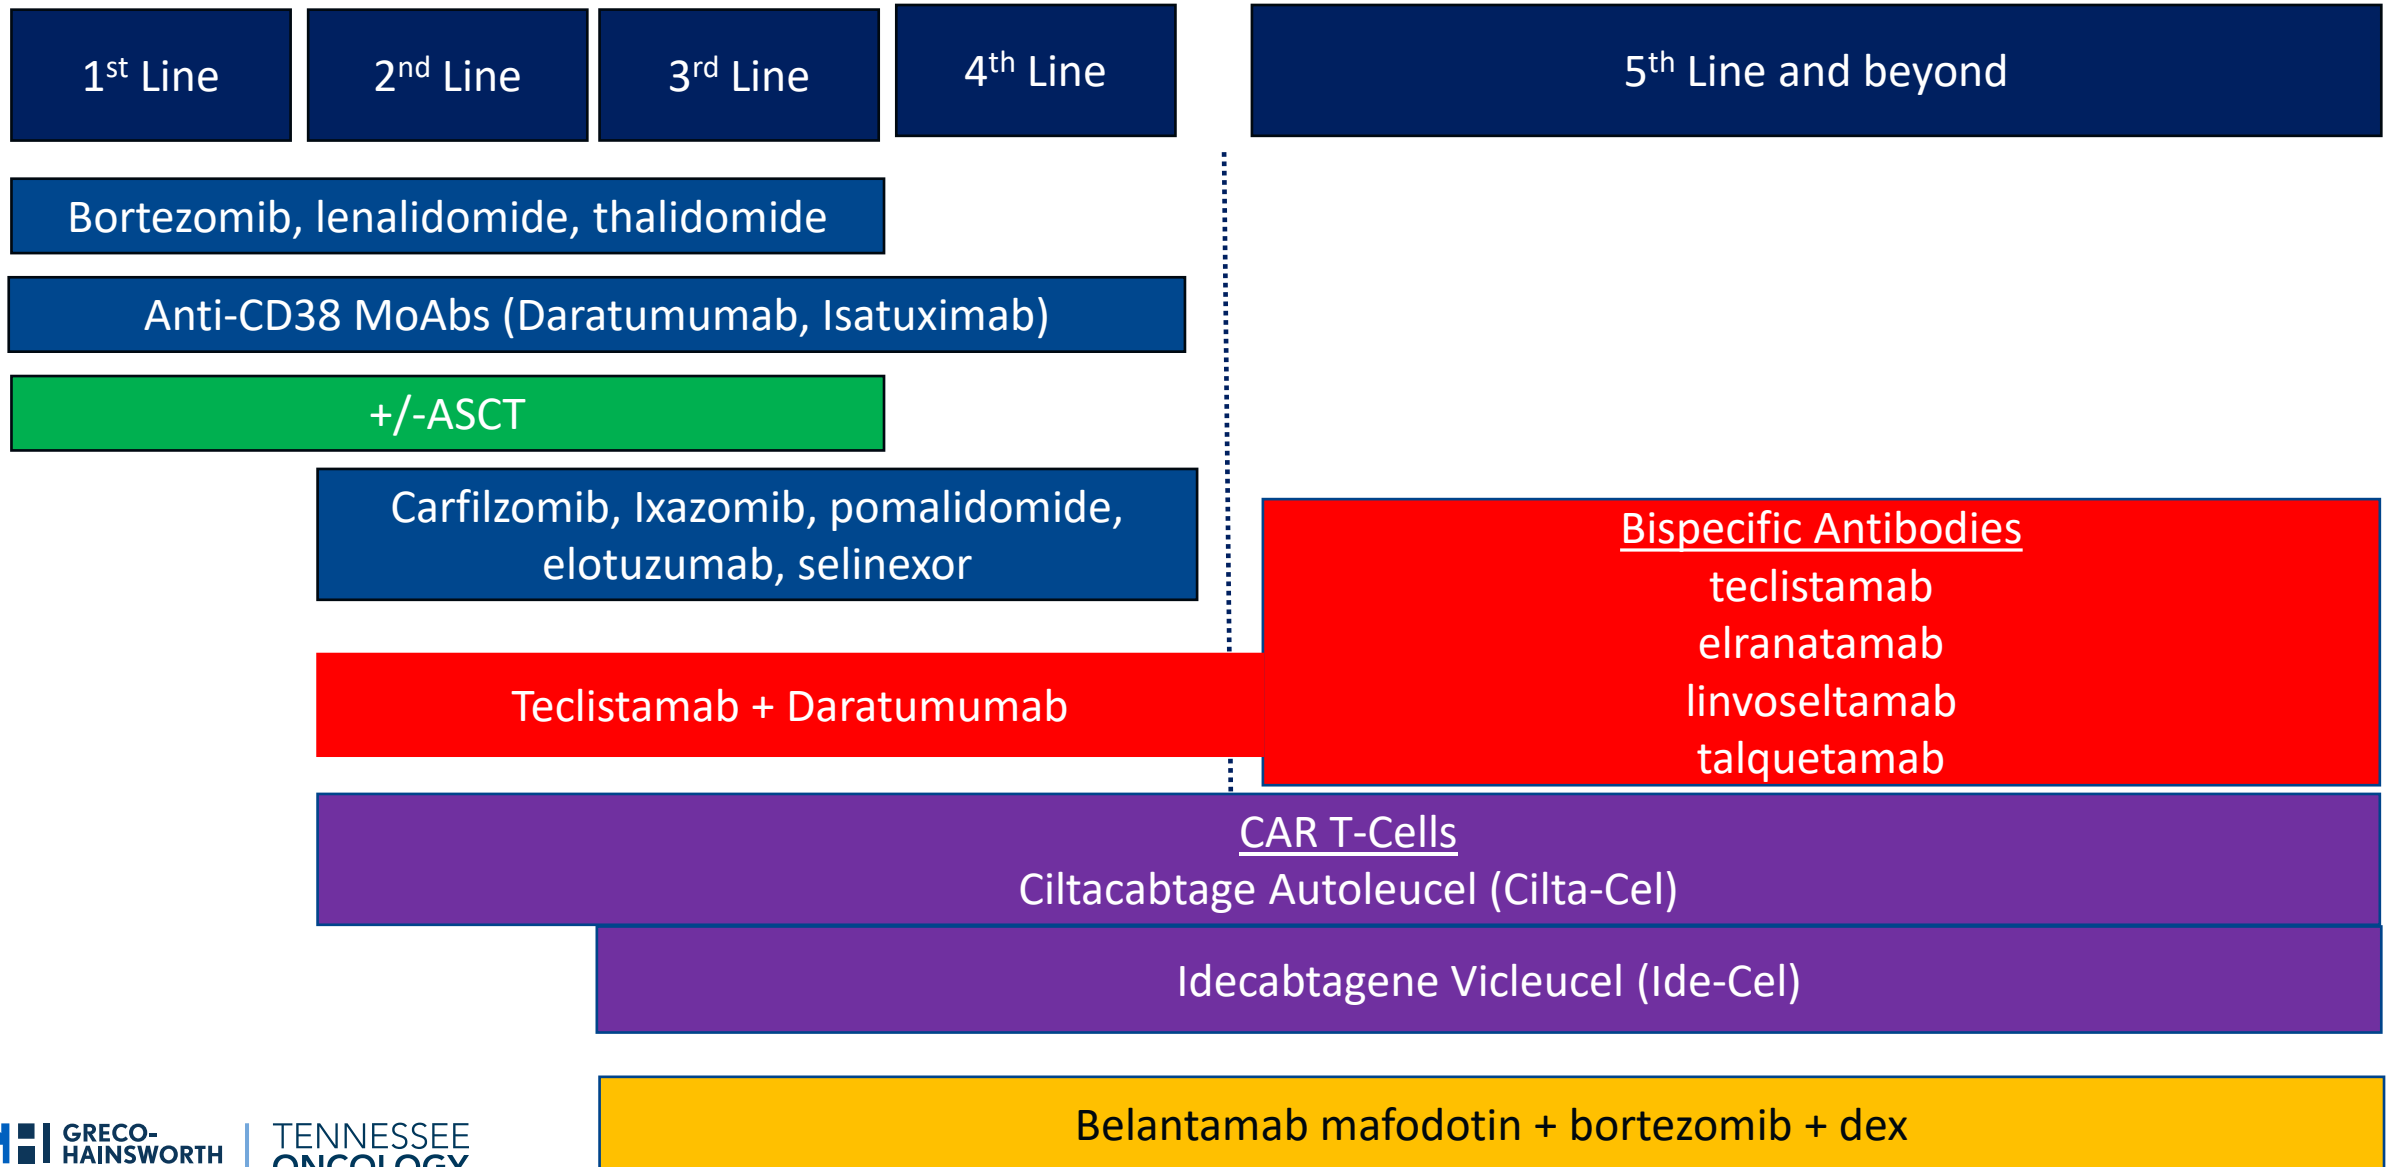 1st Line
2nd Line
3rd Line
4th Line
5th Line and beyond
Bortezomib, lenalidomide, thalidomide
Anti-CD38 MoAbs (Daratumumab, Isatuximab)
+/-ASCT
Carfilzomib, Ixazomib, pomalidomide,
elotuzumab, selinexor
Bispecific Antibodies
teclistamab
elranatamab
linvoseltamab
talquetamab
Teclistamab + Daratumumab
CAR T-Cells
Ciltacabtage Autoleucel (Cilta-Cel)
Idecabtagene Vicleucel (Ide-Cel)
Belantamab mafodotin + bortezomib + dex
GRECO-
HAINSWORTH
TENNESSEE
ONCOLOGY